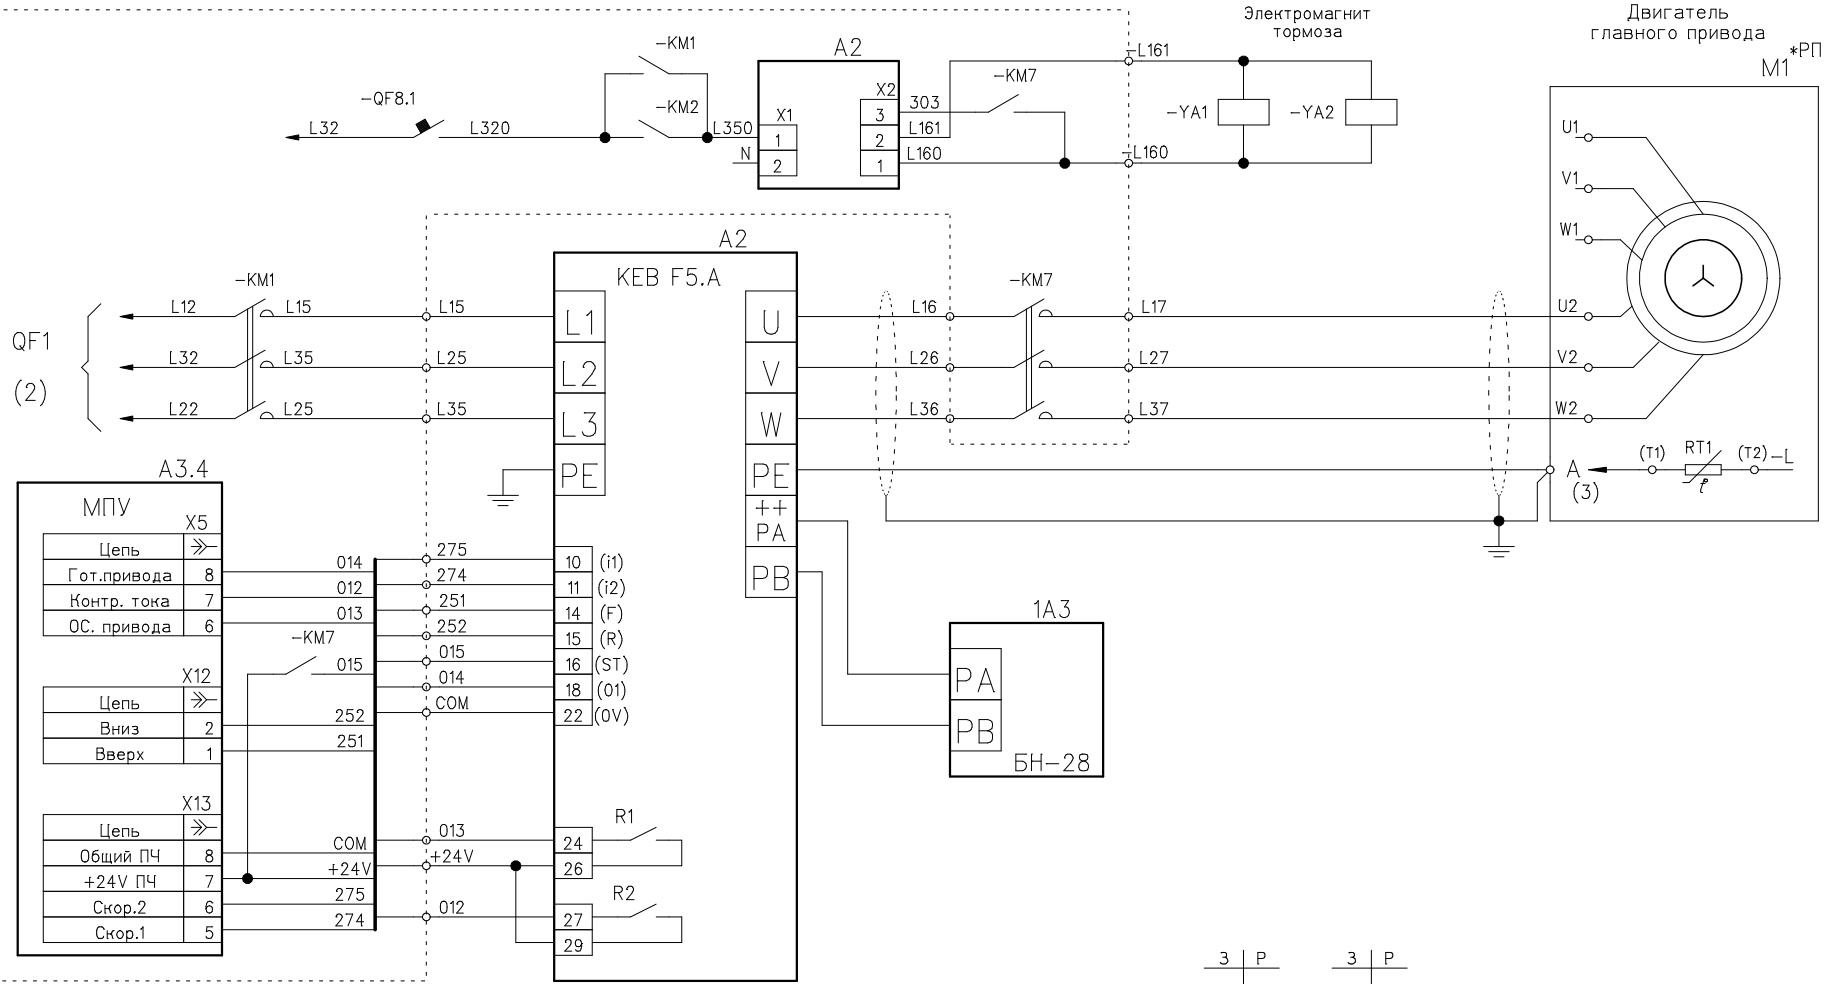 Электромагнит
тормоза
Двигатель
главного привода
*РП
M1
-QF8.1
L32
L320
-KM1
-KM2
L350
N
A2
X1
1
2
X2
3
2
1
303
L161
L160
-KM7
-L161
-L160
-YA1
-YA2
U1
V1
W1
U2
V2
W2
QF1
(2)
L12
L32
L22
-KM1
L15
L35
L25
L15
L25
L35
A2
KEB F5.A
L1
L2
L3
PE
U
V
W
PE
++
PA
PB
L16
L26
L36
-KM7
L17
L27
L37
A
(3)
(T1)
RT1
t°
(T2)
-L
A3.4
МПУ
X5
Цепь
Гот.привода 8
Контр. тока 7
ОС. привода 6
014
012
013
-KM7
015
X12
Цепь
Вниз 2
Вверх 1
252
251
X13
Цепь
Общий ПЧ 8
+24V ПЧ 7
Скор.2 6
Скор.1 5
COM
+24V
275
274
275
274
251
252
015
014
COM
10 (i1)
11 (i2)
14 (F)
15 (R)
16 (ST)
18 (01)
22 (0V)
013
+24V
012
24
26
27
29
R1
R2
1A3
PA
PB
БН-28
З Р
З Р